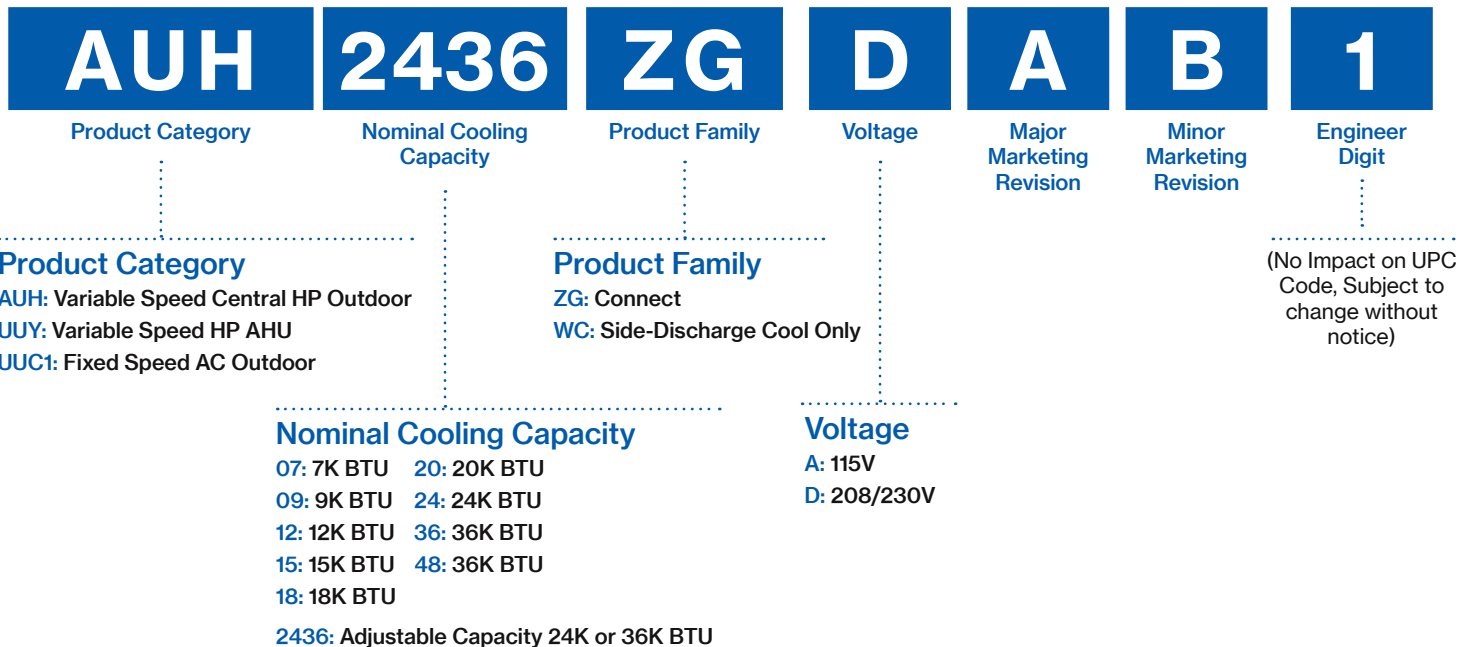 AUH 2436 ZG D A B 1
Product Category
Nominal Cooling
Capacity
Product Family
Voltage
Major
Marketing
Revision
Minor
Marketing
Revision
Engineer
Digit
Product Category
AUH: Variable Speed Central HP Outdoor
UUY: Variable Speed HP AHU
UUC1: Fixed Speed AC Outdoor
Product Family
ZG: Connect
WC: Side-Discharge Cool Only
(No Impact on UPC
Code, Subject to
change without
notice)
Nominal Cooling Capacity
07: 7K BTU 20: 20K BTU
09: 9K BTU 24: 24K BTU
12: 12K BTU 36: 36K BTU
15: 15K BTU 48: 36K BTU
18: 18K BTU
2436: Adjustable Capacity 24K or 36K BTU
Voltage
A: 115V
D: 208/230V